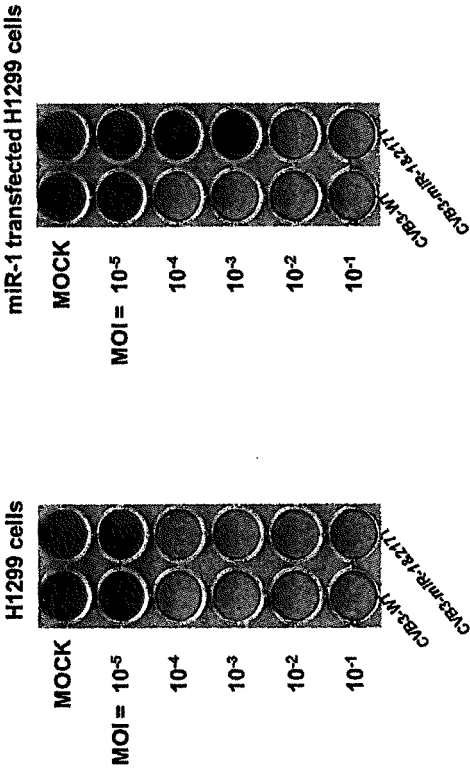 miR-1 transfected H1299 cells
MOCK
MOI = 10⁻⁵
10⁻⁴
10⁻³
10⁻²
10⁻¹
CVB3-WT
CVB3-miR-1&217T
H1299 cells
MOCK
MOI = 10⁻⁵
10⁻⁴
10⁻³
10⁻²
10⁻¹
CVB3-WT
CVB3-miR-1&217T